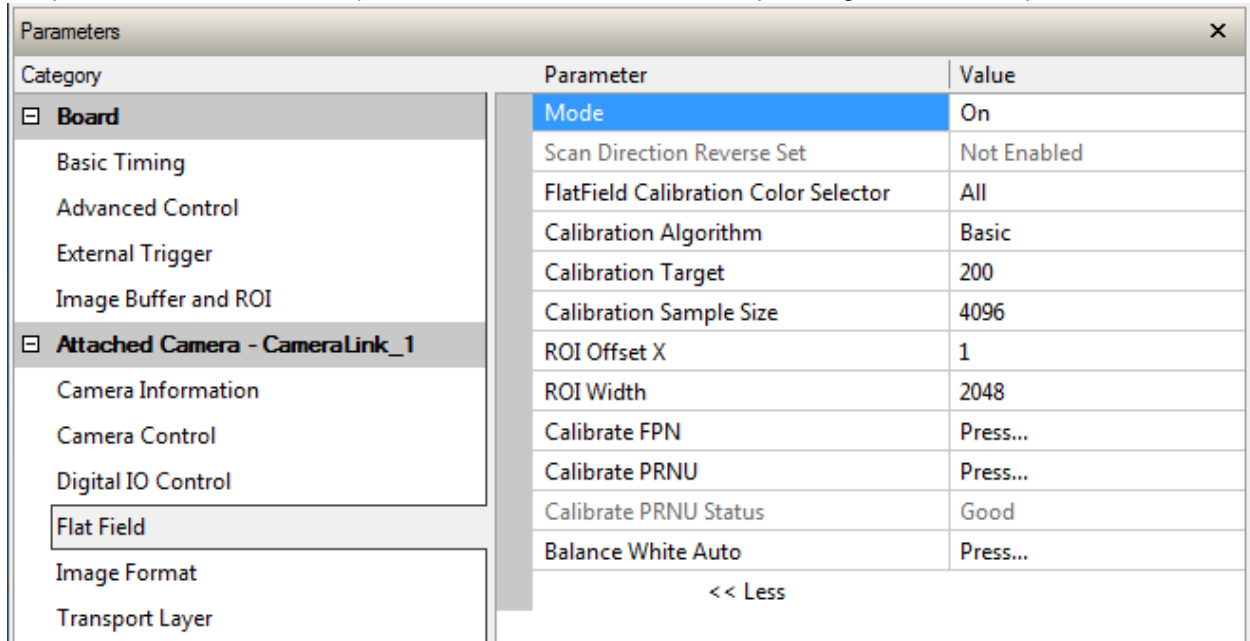 Parameters
Category
Board
Basic Timing
Advanced Control
External Trigger
Image Buffer and ROI
Attached Camera - CameraLink_1
Camera Information
Camera Control
Digital IO Control
Flat Field
Image Format
Transport Layer
Parameter Value
Mode On
Scan Direction Reverse Set Not Enabled
FlatField Calibration Color Selector All
Calibration Algorithm Basic
Calibration Target 200
Calibration Sample Size 4096
ROI Offset X 1
ROI Width 2048
Calibrate FPN Press...
Calibrate PRNU Press...
Calibrate PRNU Status Good
Balance White Auto Press...
<< Less